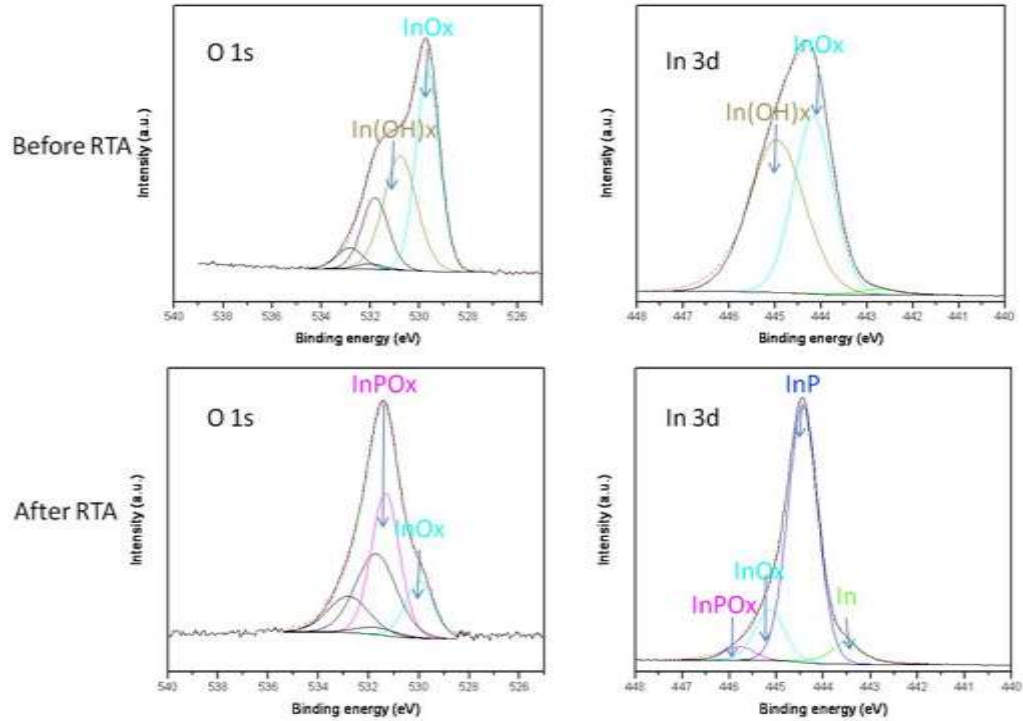 Before RTA
O 1s
InOx
In(OH)x
Intensity (a.u.)
540 538 536 534 532 530 528 526
Binding energy (eV)
In 3d
InOx
In(OH)x
Intensity (a.u.)
448 447 446 445 444 443 442 441 440
Binding energy (eV)
After RTA
O 1s
InPOx
InOx
Intensity (a.u.)
540 538 536 534 532 530 528 526
Binding energy (eV)
In 3d
InP
InOx
InPOx
In
Intensity (a.u.)
448 447 446 445 444 443 442 441 440
Binding energy (eV)